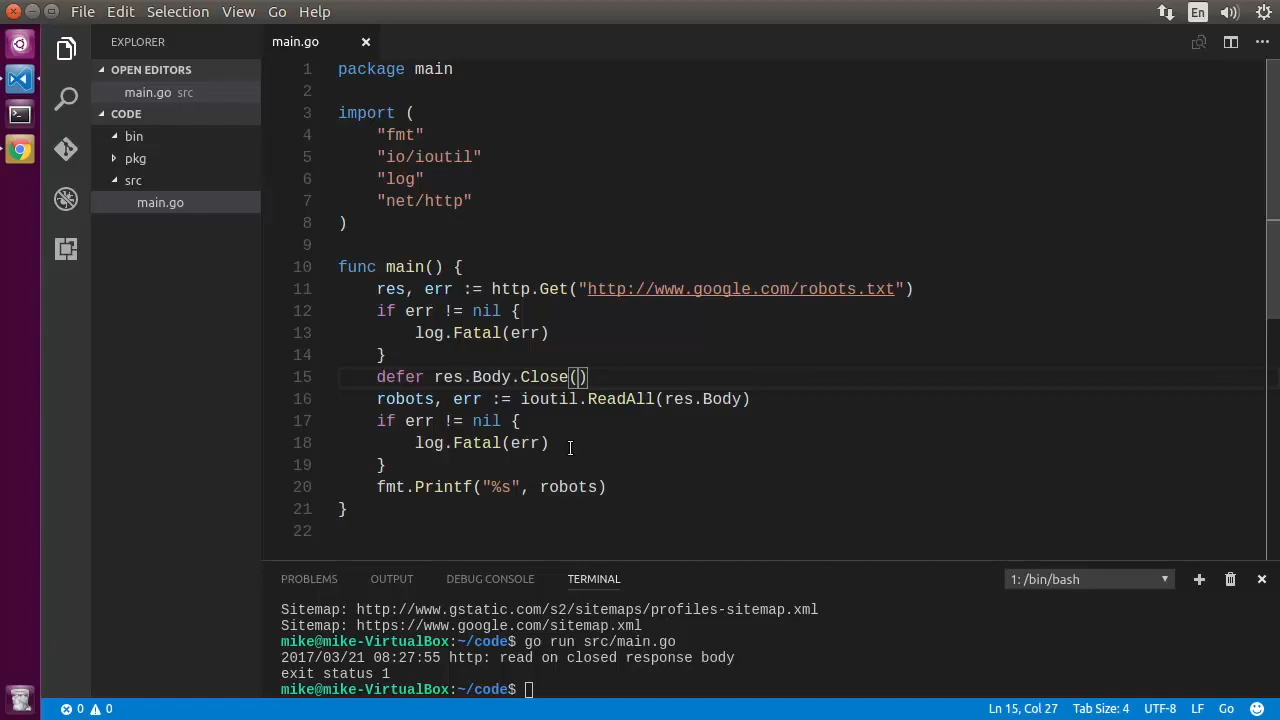 File Edit Selection View Go Help
En
EXPLORER
OPEN EDITORS
main.go src
CODE
bin
pkg
src
main.go
main.go
1 package main
2
3 import (
4 "fmt"
5 "io/ioutil"
6 "log"
7 "net/http"
8 )
9
10 func main() {
11 res, err := http.Get("http://www.google.com/robots.txt")
12 if err != nil {
13 log.Fatal(err)
14 }
15 defer res.Body.Close()
16 robots, err := ioutil.ReadAll(res.Body)
17 if err != nil {
18 log.Fatal(err)
19 }
20 fmt.Printf("%s", robots)
21 }
22
PROBLEMS OUTPUT DEBUG CONSOLE TERMINAL
1: /bin/bash
Sitemap: http://www.gstatic.com/s2/sitemaps/profiles-sitemap.xml
Sitemap: https://www.google.com/sitemap.xml
mike@mike-VirtualBox:~/code$ go run src/main.go
2017/03/21 08:27:55 http: read on closed response body
exit status 1
mike@mike-VirtualBox:~/code$
0 0
Ln 15, Col 27 Tab Size: 4 UTF-8 LF Go